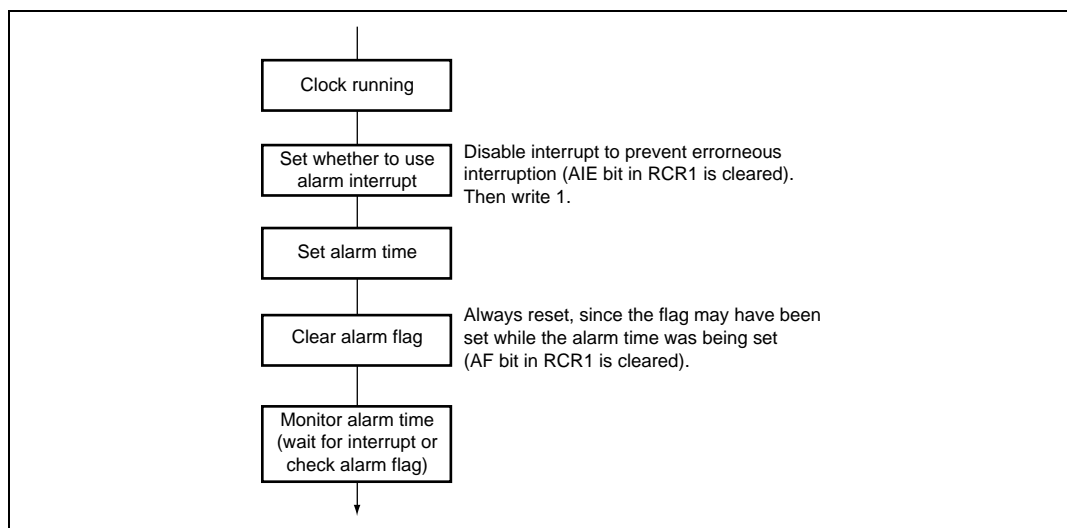 Clock running
Set whether to use
alarm interrupt
Disable interrupt to prevent errorneous
interruption (AIE bit in RCR1 is cleared).
Then write 1.
Set alarm time
Clear alarm flag
Always reset, since the flag may have been
set while the alarm time was being set
(AF bit in RCR1 is cleared).
Monitor alarm time
(wait for interrupt or
check alarm flag)